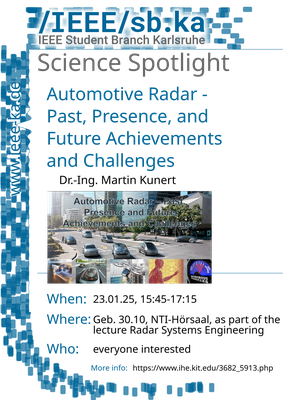 /IEEE/sb.ka
IEEE Student Branch Karlsruhe
Science Spotlight
www.ieee-ka.de
Automotive Radar -
Past, Presence, and
Future Achievements
and Challenges
Dr.-Ing. Martin Kunert
Automotive Radar - Past,
Presence and Future
Achievements and Challenges
When: 23.01.25, 15:45-17:15
Where: Geb. 30.10, NTI-Hörsaal, as part of the
lecture Radar Systems Engineering
Who: everyone interested
More info: https://www.ihe.kit.edu/3682_5913.php